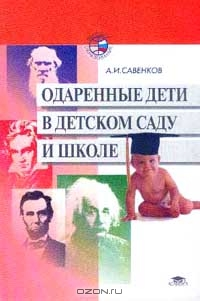 А.И.САВЕНКОВ
ОДАРЕННЫЕ ДЕТИ
В ДЕТСКОМ САДУ
И ШКОЛЕ
OZON.RU